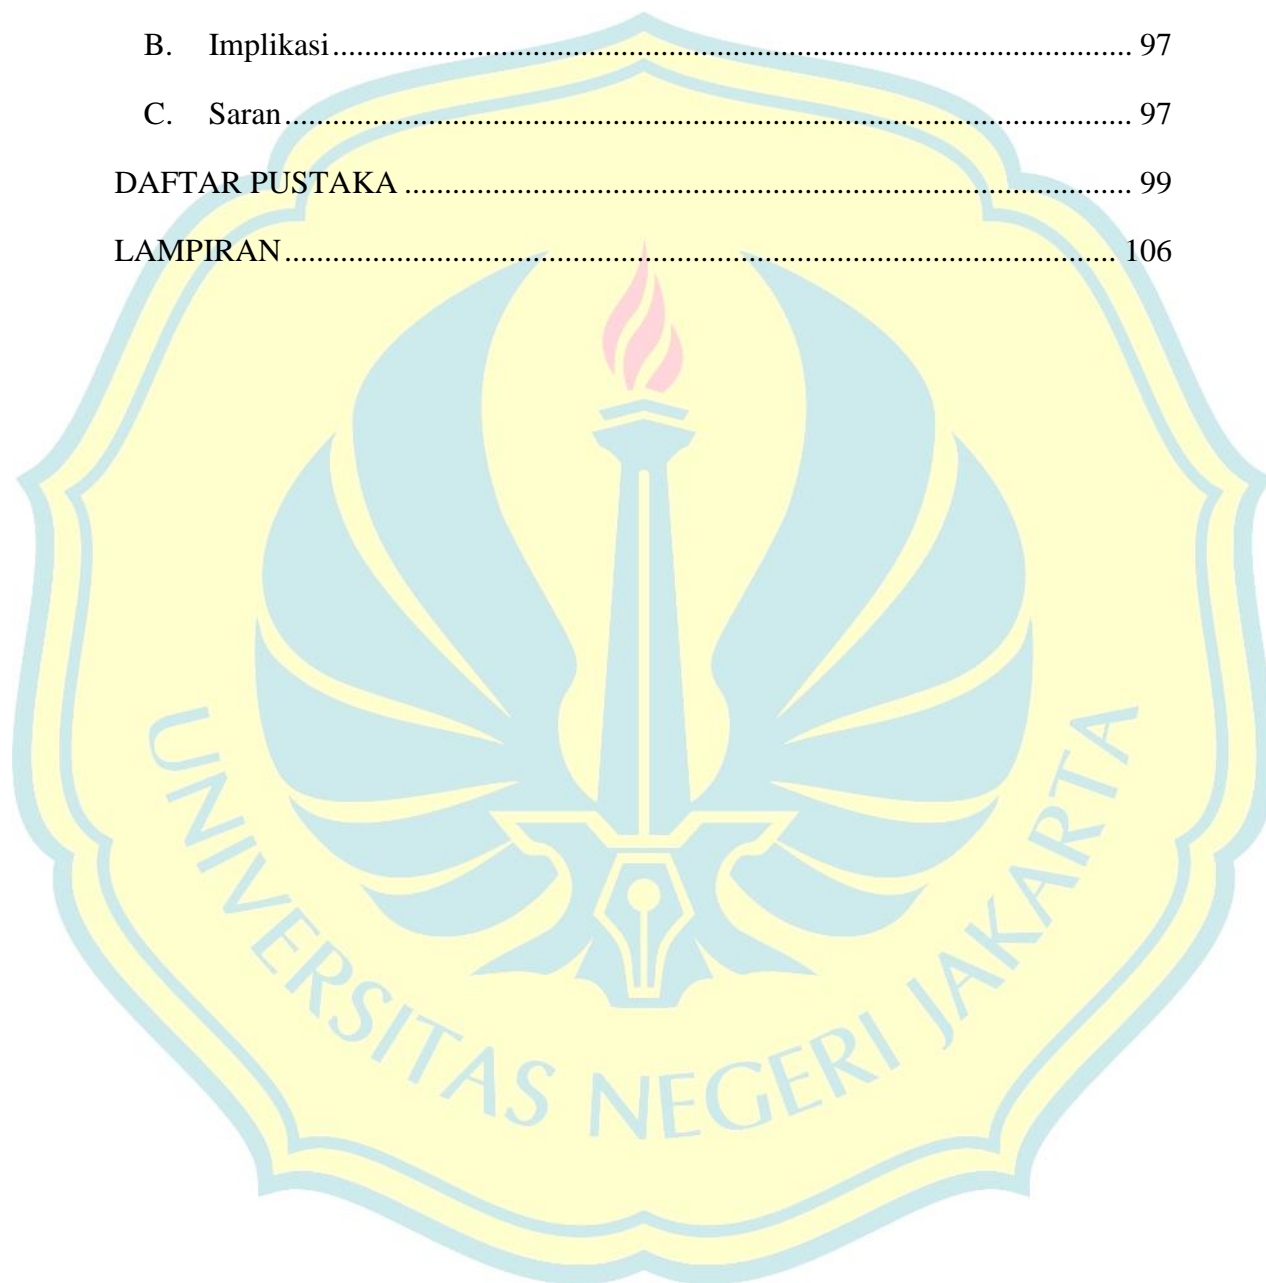 B. Implikasi.................................................................................................... 97
C. Saran.......................................................................................................... 97
DAFTAR PUSTAKA ........................................................................................... 99
LAMPIRAN........................................................................................................ 106
UNIVERSITAS NEGERI JAKARTA